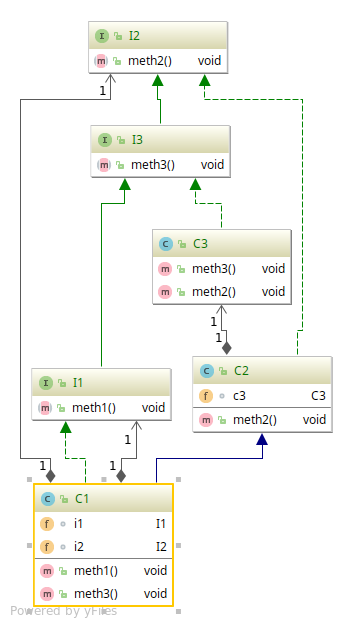 I I2
m meth2() void
1
I I3
m meth3() void
C C3
m meth3() void
m meth2() void
1
1
C C2
f c3 C3
m meth2() void
I I1
m meth1() void
1
1
1
C C1
f i1 I1
f i2 I2
m meth1() void
m meth3() void
Powered by yFiles